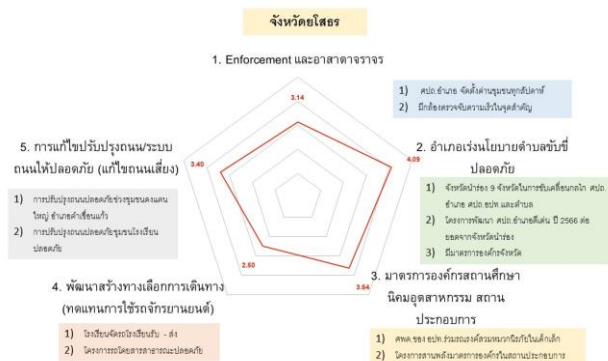 จังหวัดยโสธร
1. Enforcement และอาสาตาจราจร
3.14
1) ศปถ.อำเภอ จัดตั้งด่านชุมชนทุกสัปดาห์
2) มีกล้องตรวจจับความเร็วในจุดสำคัญ
5. การแก้ไขปรับปรุงถนน/ระบบ
ถนนให้ปลอดภัย (แก้ไขถนนเสี่ยง)
3.40
4.09
2. อำเภอเร่งนโยบายตำบลขับขี่
ปลอดภัย
1) การปรับปรุงถนนปลอดภัยช่วงชุมชนดงแคน
ใหญ่ อำเภอคำเขื่อนแก้ว
2) การปรับปรุงถนนปลอดภัยชุมชนโรงเรียน
ปลอดภัย
1) จังหวัดนำร่อง 9 จังหวัดในการขับเคลื่อนกลไก ศปถ.
อำเภอ ศปถ.อปท.และตำบล
2) โครงการพัฒนา ศปถ.อำเภอดีเด่น ปี 2566 ต่อ
ยอดจากจังหวัดนำร่อง
3) มีมาตรการองค์กรจังหวัด
2.50
3.64
4. พัฒนาสร้างทางเลือกการเดินทาง
(ทดแทนการใช้รถจักรยานยนต์)
3. มาตรการองค์กรสถานศึกษา
นิคมอุตสาหกรรม สถาน
ประกอบการ
1) โรงเรียนจัดรถโรงเรียนรับ - ส่ง
2) โครงการรถโดยสารสาธารณะปลอดภัย
1) ศพด.ของ อปท.ร่วมรณรงค์สวมหมวกนิรภัยในเด็กเล็ก
2) โครงการสานพลังมาตรการองค์กรในสถานประกอบการ